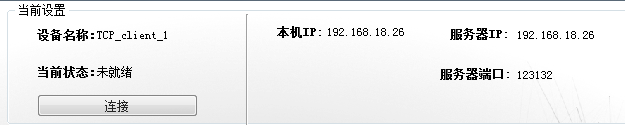 当前设置
设备名称:TCP_client_1
本机IP: 192.168.18.26
服务器IP: 192.168.18.26
当前状态:未就绪
服务器端口: 123132
连接